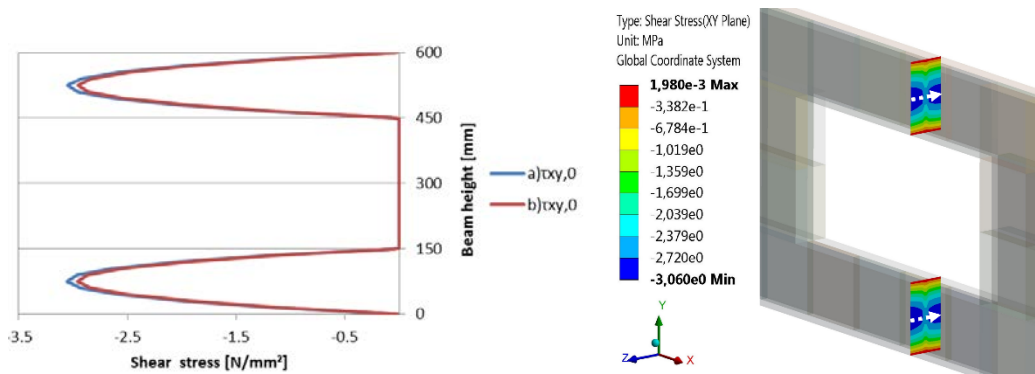 600
450
300
150
0
Beam height [mm]
-3.5
-2.5
-1.5
-0.5
Shear stress [N/mm²]
a)τxy,0
b)τxy,0
Type: Shear Stress(XY Plane)
Unit: MPa
Global Coordinate System
1,980e-3 Max
-3,382e-1
-6,784e-1
-1,019e0
-1,359e0
-1,699e0
-2,039e0
-2,379e0
-2,720e0
-3,060e0 Min
Y
Z
X